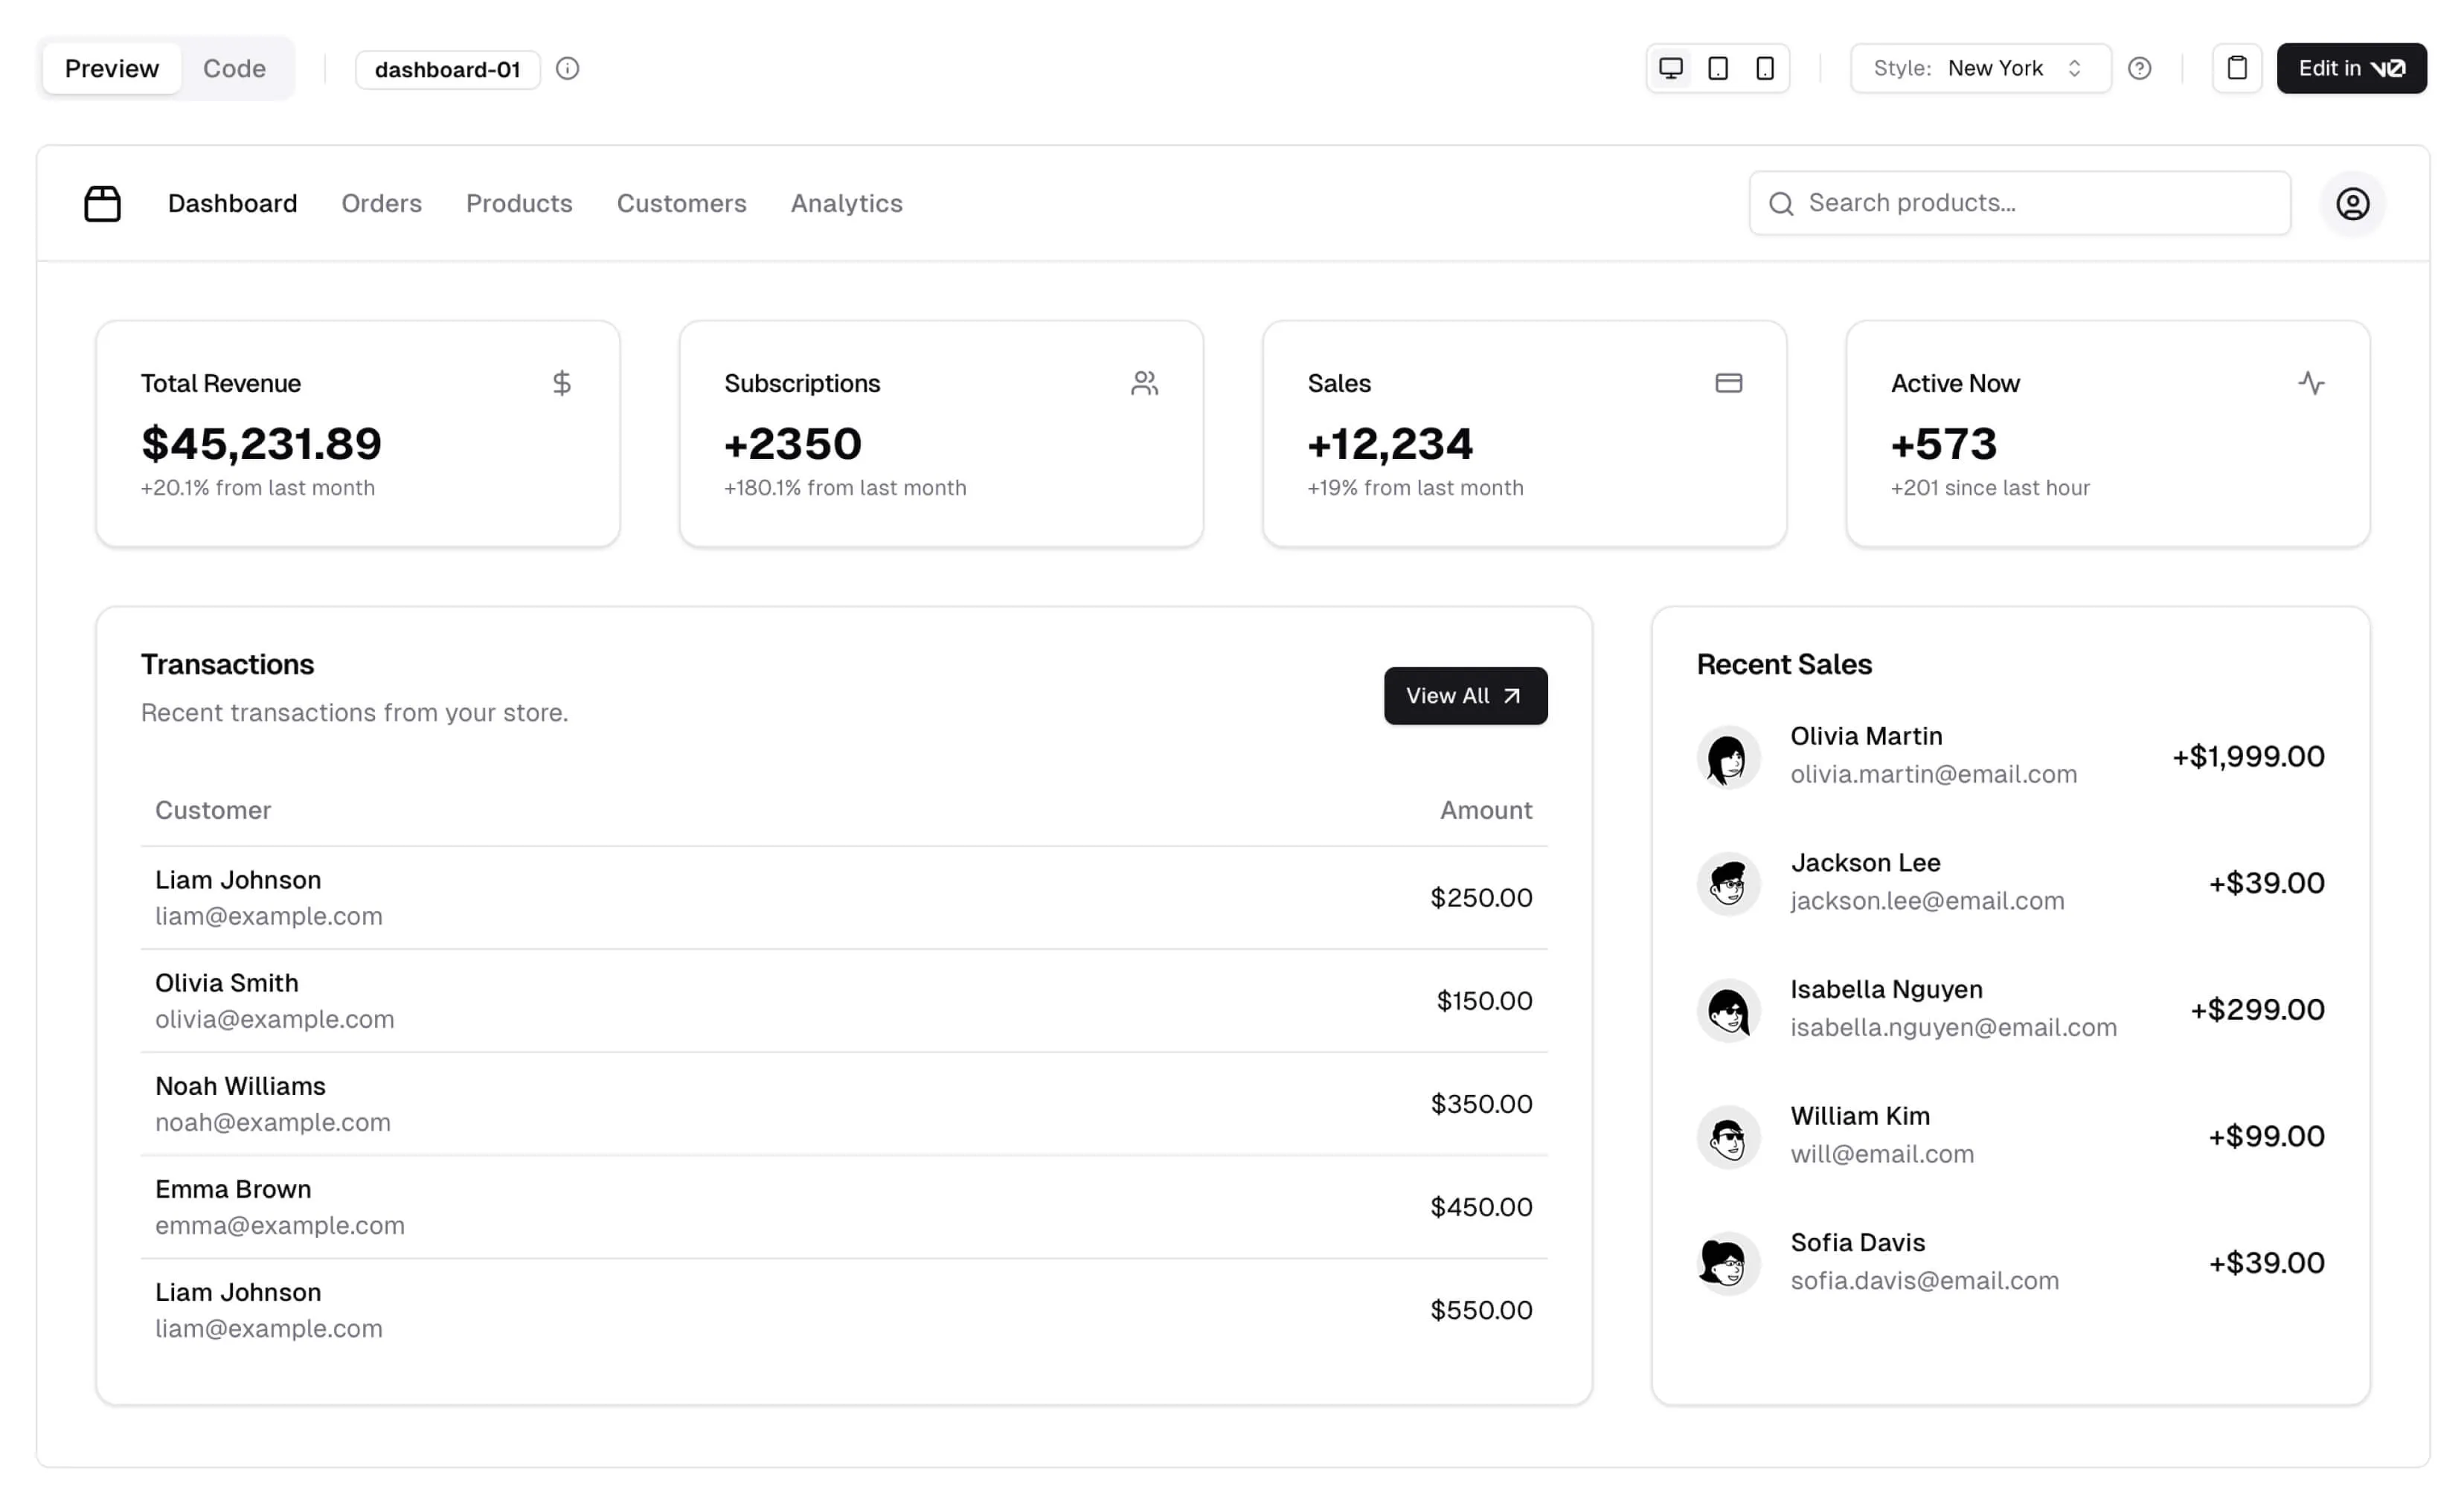 Preview Code dashboard-01 Style: New York Edit in v0
Dashboard Orders Products Customers Analytics Search products...
Total Revenue
$45,231.89
+20.1% from last month
Subscriptions
+2350
+180.1% from last month
Sales
+12,234
+19% from last month
Active Now
+573
+201 since last hour
Transactions
Recent transactions from your store.
View All
Customer Amount
Liam Johnson
liam@example.com
$250.00
Olivia Smith
olivia@example.com
$150.00
Noah Williams
noah@example.com
$350.00
Emma Brown
emma@example.com
$450.00
Liam Johnson
liam@example.com
$550.00
Recent Sales
Olivia Martin
olivia.martin@email.com
+$1,999.00
Jackson Lee
jackson.lee@email.com
+$39.00
Isabella Nguyen
isabella.nguyen@email.com
+$299.00
William Kim
will@email.com
+$99.00
Sofia Davis
sofia.davis@email.com
+$39.00